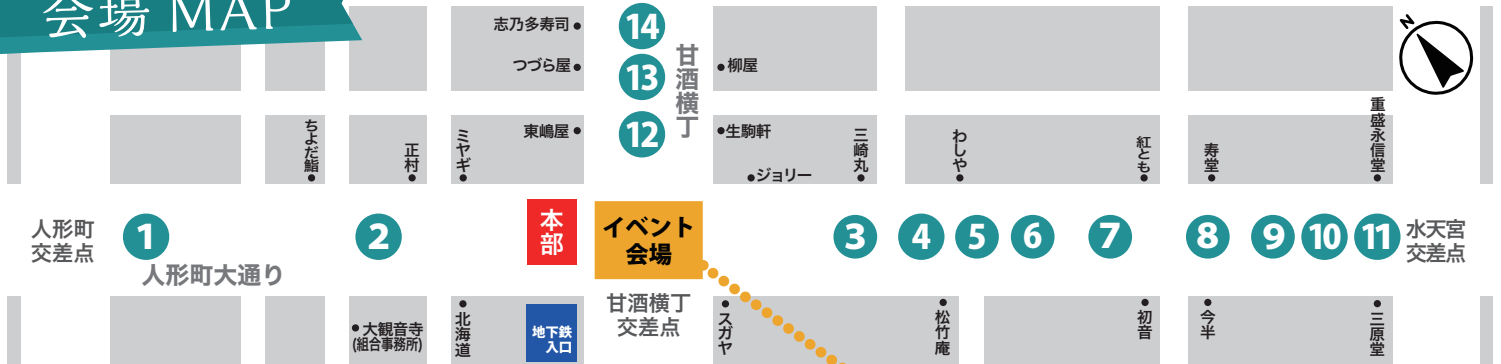 会場 MAP
志乃多寿司
つづら屋
東嶋屋
14
13
12
甘酒横丁
柳屋
生駒軒
ジョリー
N
ちよだ鮨
正村
ミヤギ
三崎丸
わしや
紅とも
寿堂
重盛永信堂
人形町
交差点
1
2
本部
イベント
会場
3
4
5
6
7
8
9
10
11
水天宮
交差点
人形町大通り
大観音寺
(組合事務所)
北海道
地下鉄
入口
甘酒横丁
交差点
スガヤ
松竹庵
初音
今半
三原堂